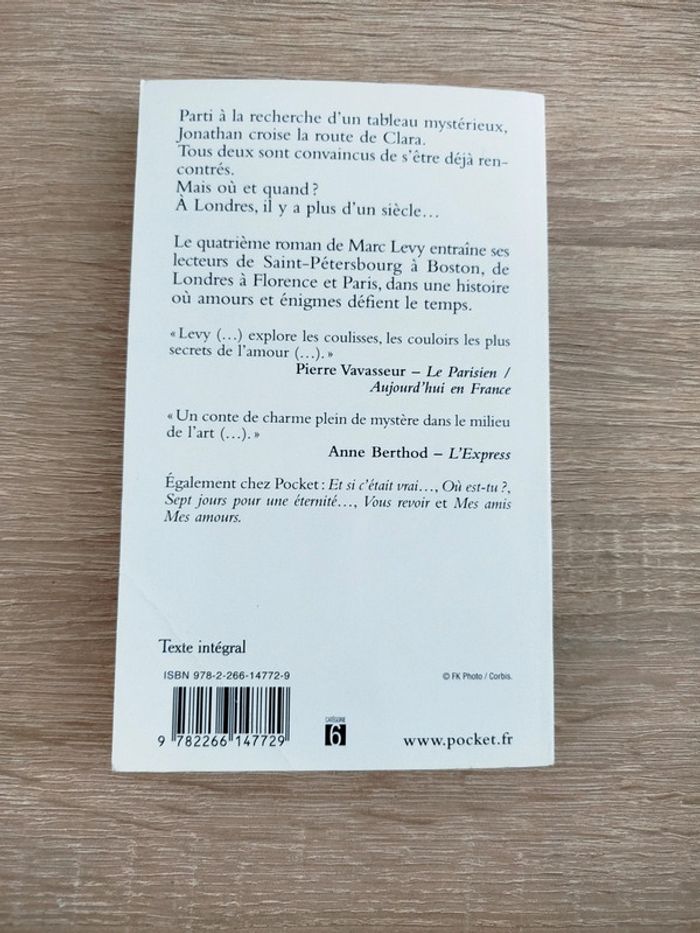 Parti à la recherche d'un tableau mystérieux,
Jonathan croise la route de Clara.
Tous deux sont convaincus de s'être déjà ren-
contrés.
Mais où et quand ?
À Londres, il y a plus d'un siècle…
Le quatrième roman de Marc Levy entraîne ses
lecteurs de Saint-Pétersbourg à Boston, de
Londres à Florence et Paris, dans une histoire
où amours et énigmes défient le temps.
« Levy (…) explore les coulisses, les couloirs les plus
secrets de l'amour (…). »
Pierre Vavasseur – Le Parisien /
Aujourd'hui en France
« Un conte de charme plein de mystère dans le milieu
de l'art (…). »
Anne Berthod – L'Express
Également chez Pocket : Et si c'était vrai…, Où est-tu ?,
Sept jours pour une éternité…, Vous revoir et Mes amis
Mes amours.
Texte intégral
ISBN 978-2-266-14772-9
© FK Photo / Corbis.
9 782266 147729
CATÉGORIE
6
www.pocket.fr